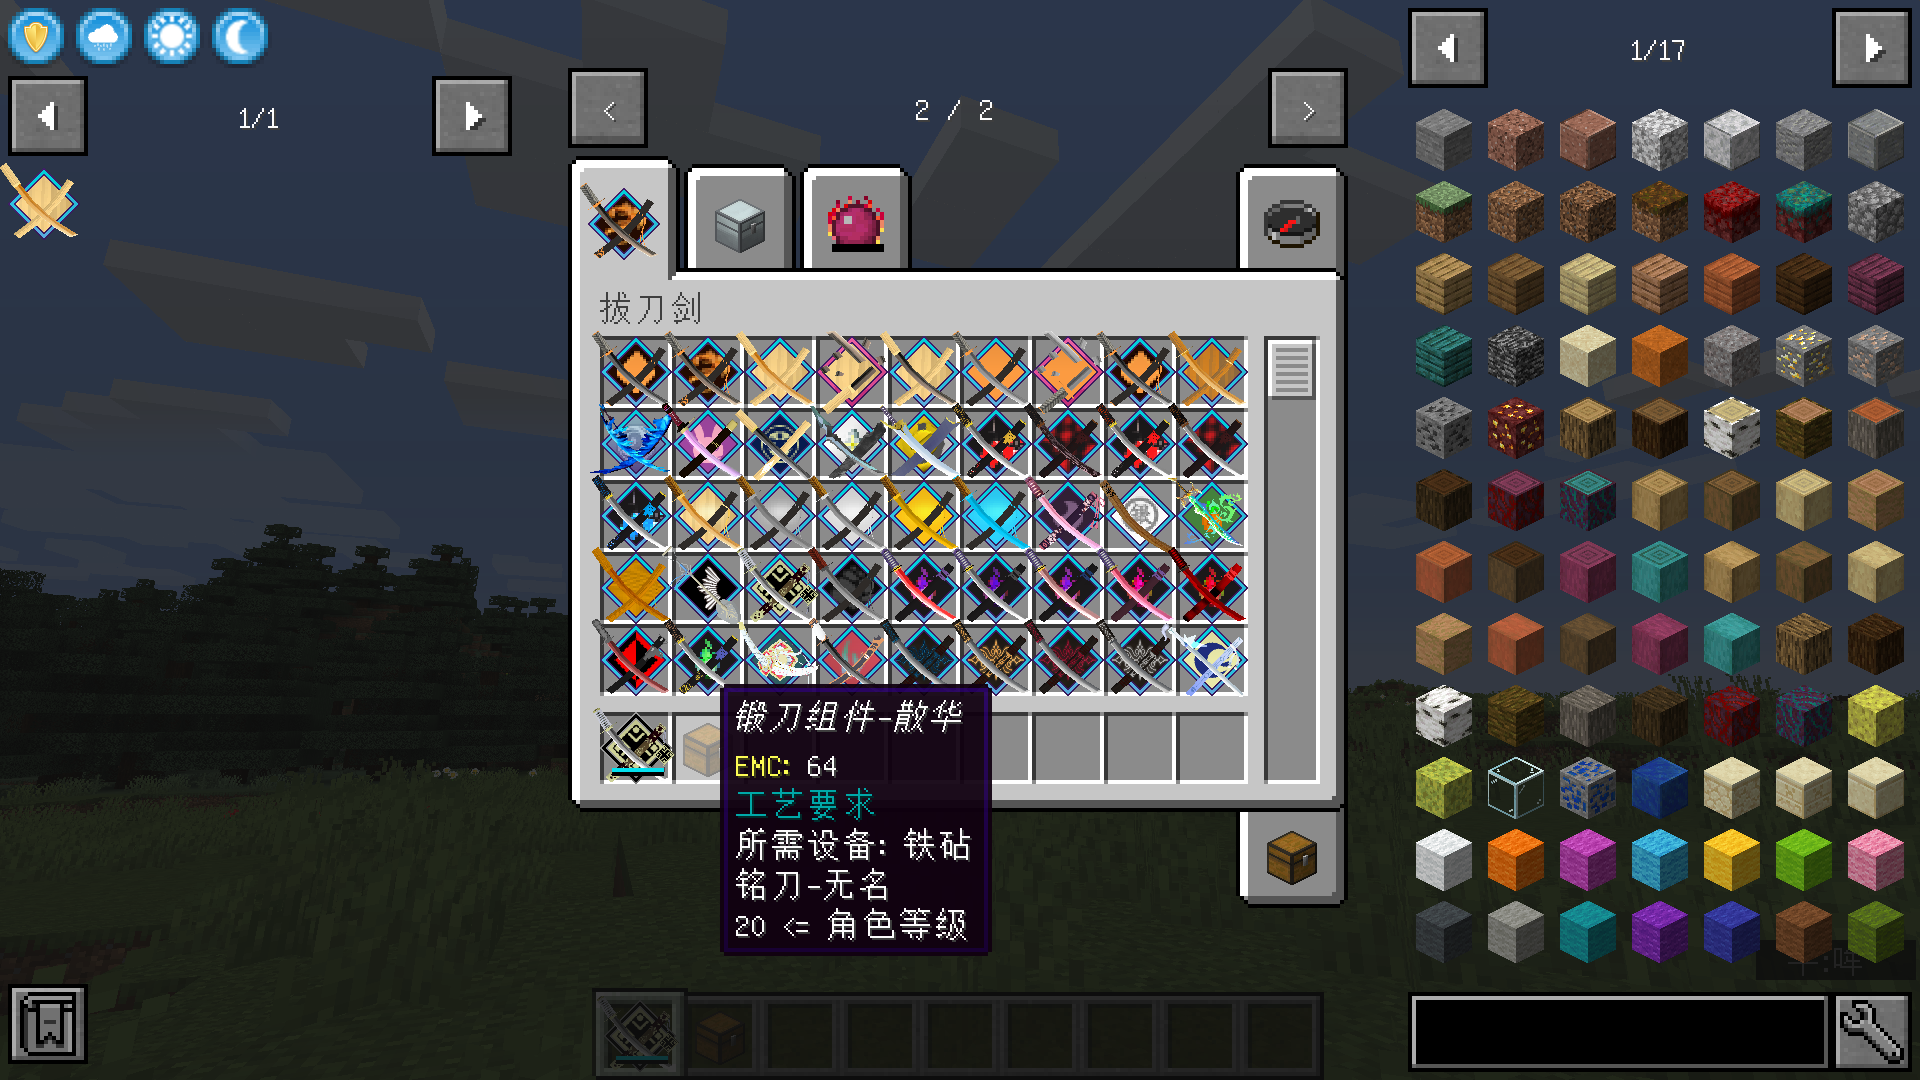 1/1
<
2 / 2
>
1/17
拔刀剑
锻刀组件-散华
EMC: 64
工艺要求
所需设备: 铁砧
铭刀-无名
20 <= 角色等级